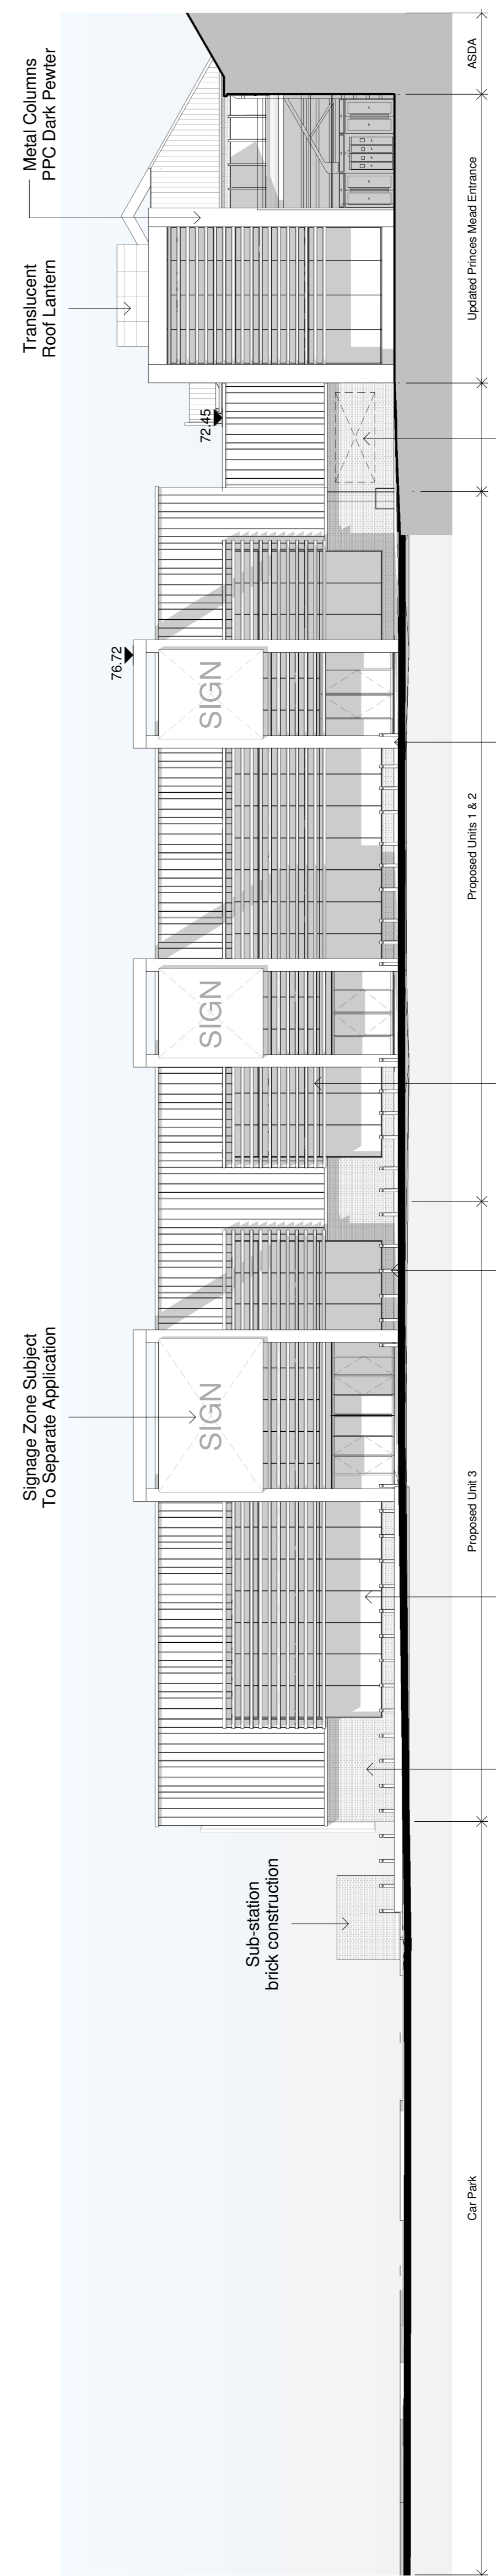 Signage Zone Subject
To Separate Application
Translucent
Roof Lantern
Metal Columns
PPC Dark Pewter
76.72
72.45
SIGN
SIGN
SIGN
Sub-station
brick construction
Car Park
Proposed Unit 3
Proposed Units 1 & 2
Updated Princes Mead Entrance
ASDA